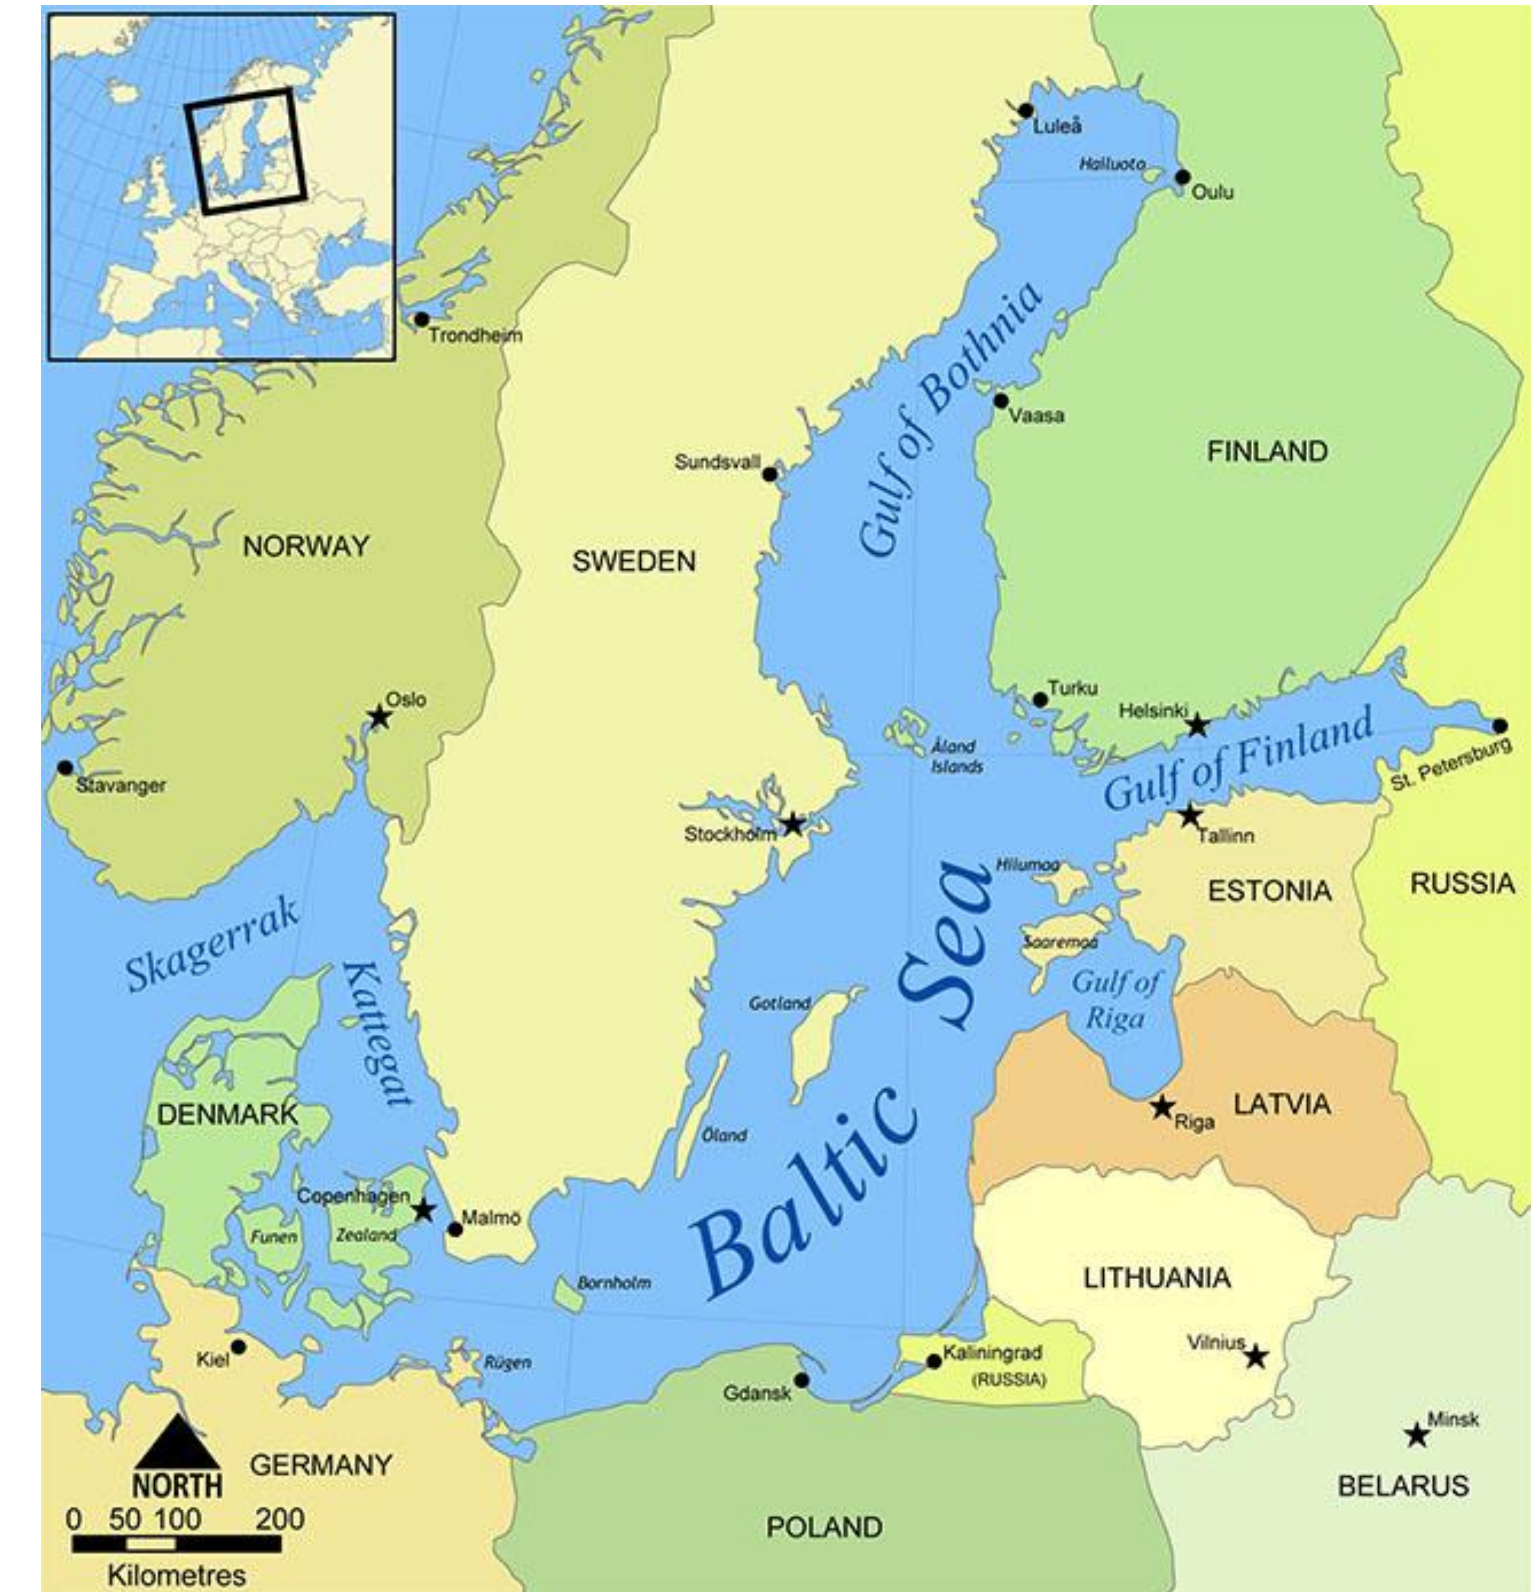 Luleå
Hailuoto
Oulu
Trondheim
Gulf of Bothnia
Vaasa
Sundsvall
FINLAND
NORWAY
SWEDEN
Turku
Oslo
Helsinki
Åland
Islands
Gulf of Finland
St. Petersburg
Stavanger
Stockholm
Tallinn
Hiiumaa
ESTONIA
RUSSIA
Skagerrak
Kattegat
Saaremaa
Gulf of
Riga
Gotland
Baltic Sea
DENMARK
LATVIA
Riga
Öland
Copenhagen
Malmö
Funen
Zealand
Bornholm
LITHUANIA
Vilnius
Kiel
Rügen
Kaliningrad
(RUSSIA)
Gdansk
Minsk
NORTH
GERMANY
BELARUS
0 50 100 200
Kilometres
POLAND